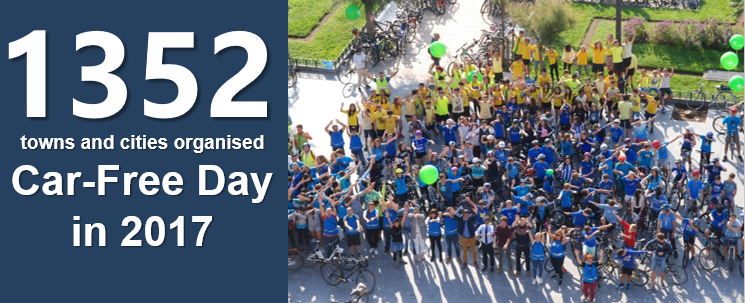 1352
towns and cities organised
Car-Free Day
in 2017